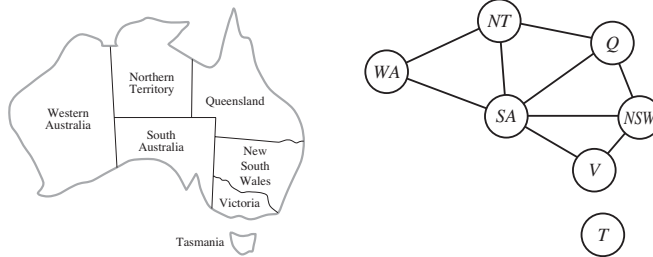 Western
Australia
Northern
Territory
South
Australia
Queensland
New
South
Wales
Victoria
Tasmania
NT
Q
WA
SA
NSW
V
T